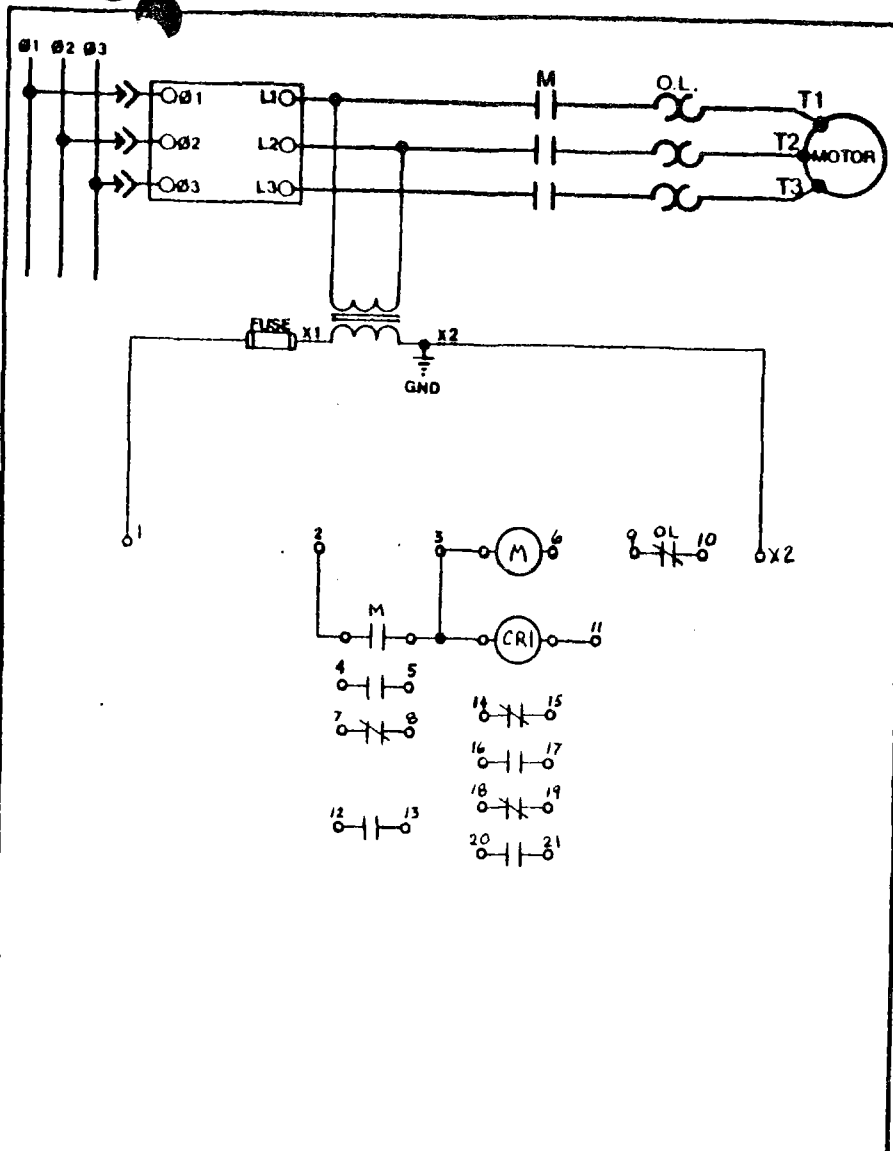 Ø1 Ø2 Ø3
M O.L. T1
Ø1 L1
Ø2 L2 T2 MOTOR
Ø3 L3 T3
FUSE X1 X2
GND
1 2 3 M 6 9 OL 10 X2
M CR1 11
4 5
14 15
7 8
16 17
18 19
12 13
20 21